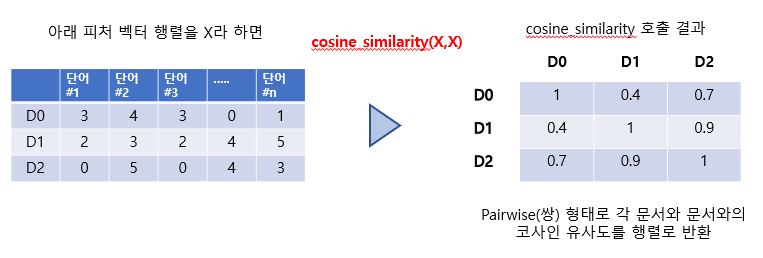 아래 피처 벡터 행렬을 X라 하면
cosine_similarity(X,X)
cosine_similarity 호출 결과
단어 #1 단어 #2 단어 #3 ..... 단어 #n
D0 3 4 3 0 1
D1 2 3 2 4 5
D2 0 5 0 4 3
D0 D1 D2
D0 1 0.4 0.7
D1 0.4 1 0.9
D2 0.7 0.9 1
Pairwise(쌍) 형태로 각 문서와 문서와의
코사인 유사도를 행렬로 반환